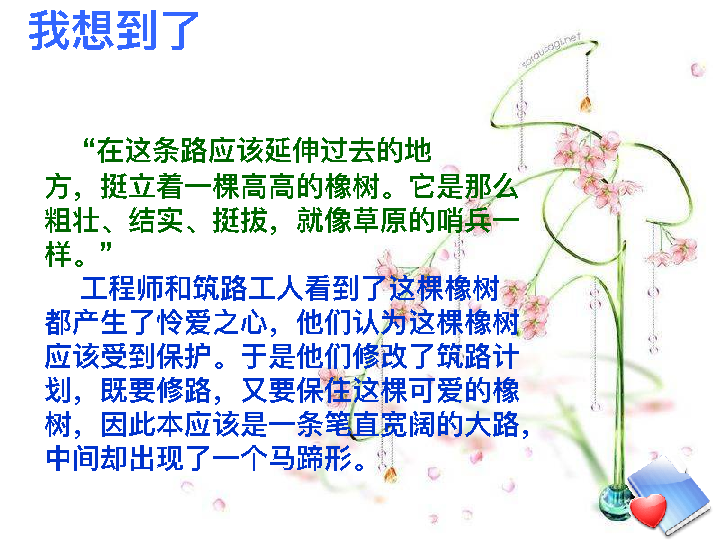 我想到了
soraucagi.net
“在这条路应该延伸过去的地
方，挺立着一棵高高的橡树。它是那么
粗壮、结实、挺拔，就像草原的哨兵一
样。”
工程师和筑路工人看到了这棵橡树
都产生了怜爱之心，他们认为这棵橡树
应该受到保护。于是他们修改了筑路计
划，既要修路，又要保住这棵可爱的橡
树，因此本应该是一条笔直宽阔的大路，
中间却出现了一个马蹄形。